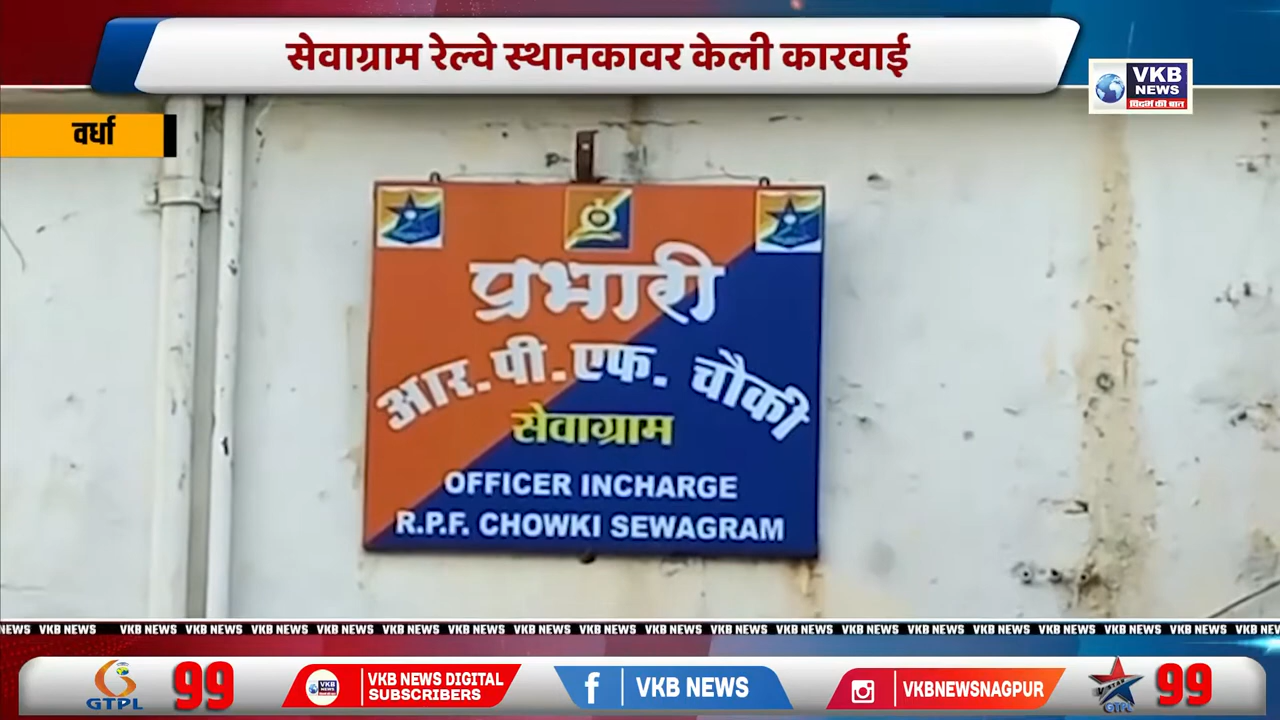 सेवाग्राम रेल्वे स्थानकावर केली कारवाई
VKB
NEWS
विदर्भ की बात
वर्धा
प्रभारी
आर. पी. एफ. चौकी
सेवाग्राम
OFFICER INCHARGE
R.P.F. CHOWKI SEWAGRAM
NEWS VKB NEWS VKB NEWS VKB NEWS VKB NEWS VKB NEWS VKB NEWS VKB NEWS VKB NEWS VKB NEWS VKB NEWS VKB NEWS VKB NEWS VKB NEWS VKB NEWS VKB NEWS VKB NEWS VKB NEWS VKB NEWS VKB NE
GTPL 99
VKB NEWS DIGITAL
SUBSCRIBERS
VKB NEWS
VKBNEWSNAGPUR
V STAR GTPL 99